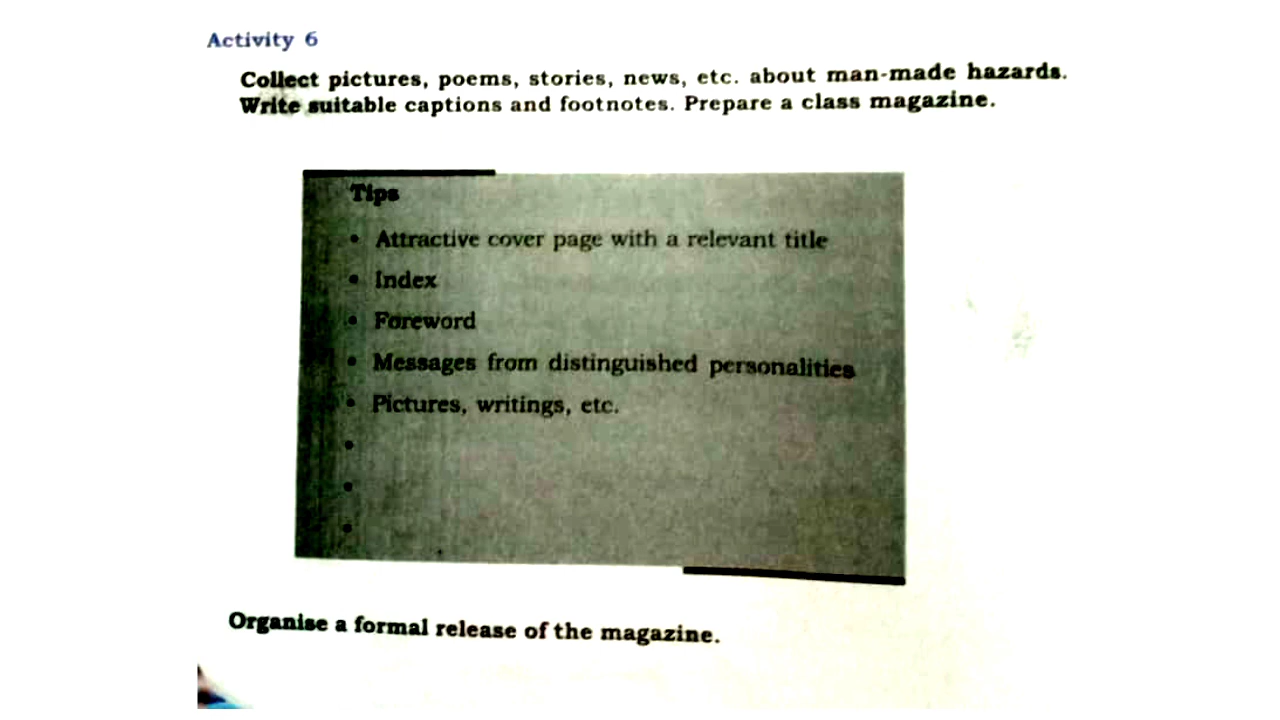 Activity 6
Collect pictures, poems, stories, news, etc. about man-made hazards.
Write suitable captions and footnotes. Prepare a class magazine.
Tips
• Attractive cover page with a relevant title
• Index
• Foreword
• Messages from distinguished personalities
• Pictures, writings, etc.
•
•
•
Organise a formal release of the magazine.